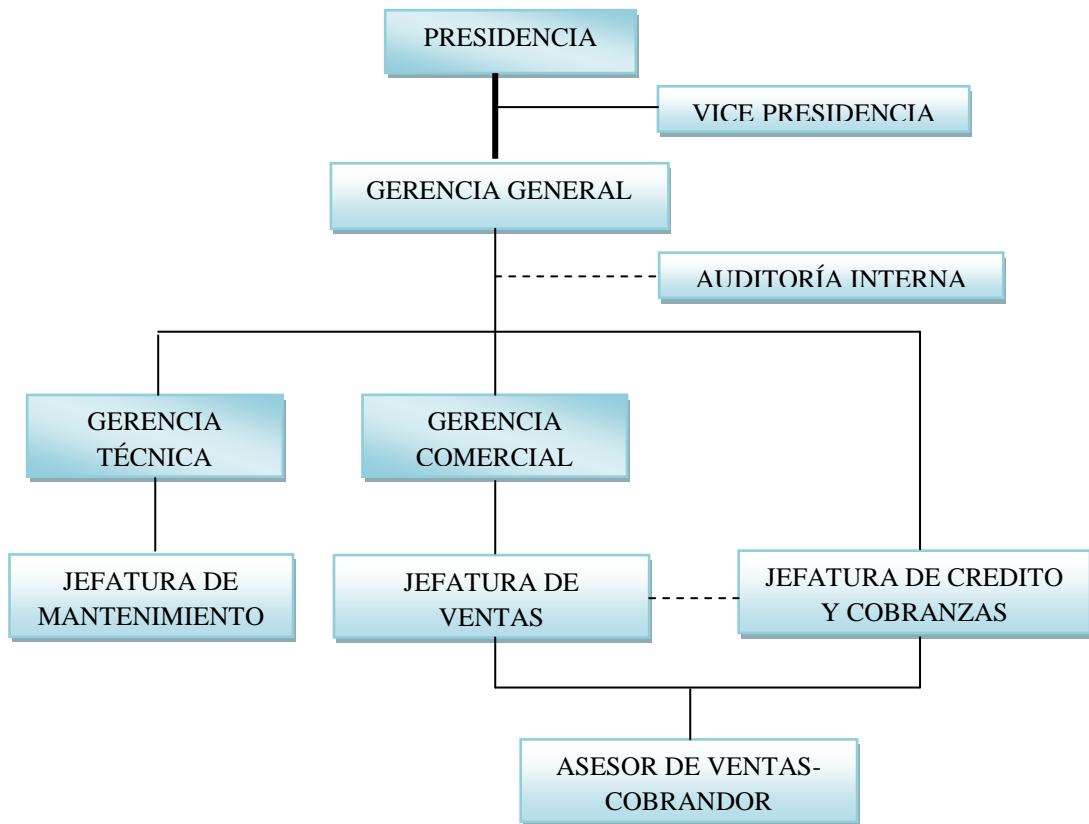 PRESIDENCIA
VICE PRESIDENCIA
GERENCIA GENERAL
AUDITORÍA INTERNA
GERENCIA
TÉCNICA
GERENCIA
COMERCIAL
JEFATURA DE
MANTENIMIENTO
JEFATURA DE
VENTAS
JEFATURA DE CREDITO
Y COBRANZAS
ASESOR DE VENTAS-
COBRANDOR